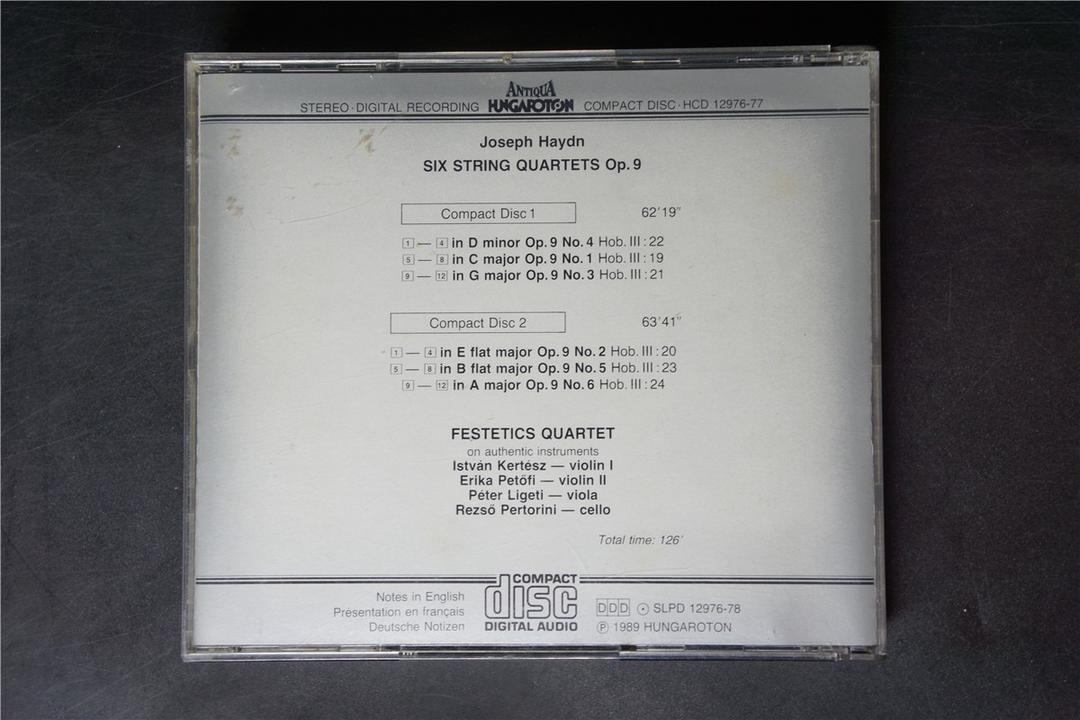 ANTIQUA
STEREO · DIGITAL RECORDING HUNGAROTON COMPACT DISC · HCD 12976-77
Joseph Haydn
SIX STRING QUARTETS Op. 9
Compact Disc 1 62'19"
1 — 4 in D minor Op. 9 No. 4 Hob. III : 22
5 — 8 in C major Op. 9 No. 1 Hob. III : 19
9 — 12 in G major Op. 9 No. 3 Hob. III : 21
Compact Disc 2 63'41"
1 — 4 in E flat major Op. 9 No. 2 Hob. III : 20
5 — 8 in B flat major Op. 9 No. 5 Hob. III : 23
9 — 12 in A major Op. 9 No. 6 Hob. III : 24
FESTETICS QUARTET
on authentic instruments
István Kertész — violin I
Erika Petőfi — violin II
Péter Ligeti — viola
Rezső Pertorini — cello
Total time: 126'
Notes in English
Présentation en français
Deutsche Notizen
COMPACT
disc
DIGITAL AUDIO
DDD ⊙ SLPD 12976-78
℗ 1989 HUNGAROTON